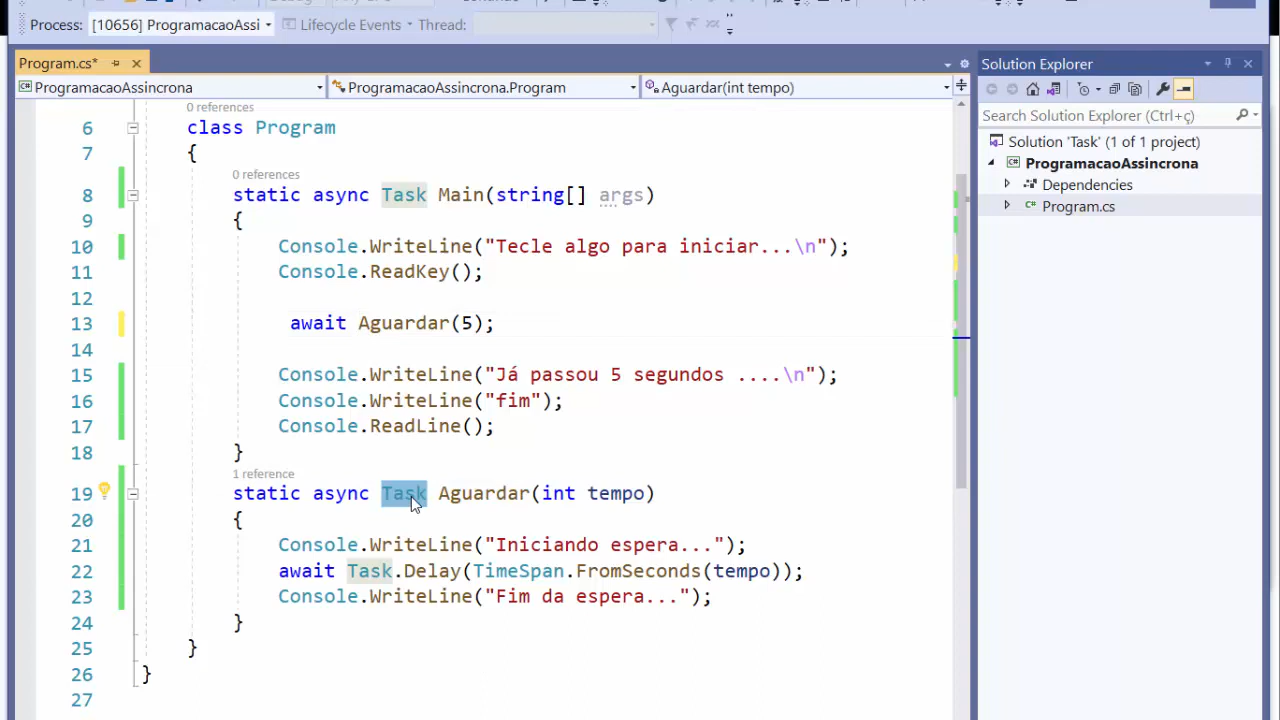 Process: [10656] ProgramacaoAssi Lifecycle Events Thread:
Program.cs*
ProgramacaoAssincrona ProgramacaoAssincrona.Program Aguardar(int tempo)
0 references
6 class Program
7 {
0 references
8 static async Task Main(string[] args)
9 {
10 Console.WriteLine("Tecle algo para iniciar...\n");
11 Console.ReadKey();
12
13 await Aguardar(5);
14
15 Console.WriteLine("Já passou 5 segundos ....\n");
16 Console.WriteLine("fim");
17 Console.ReadLine();
18 }
1 reference
19 static async Task Aguardar(int tempo)
20 {
21 Console.WriteLine("Iniciando espera...");
22 await Task.Delay(TimeSpan.FromSeconds(tempo));
23 Console.WriteLine("Fim da espera...");
24 }
25 }
26 }
27
Solution Explorer
Search Solution Explorer (Ctrl+ç)
Solution 'Task' (1 of 1 project)
ProgramacaoAssincrona
Dependencies
Program.cs